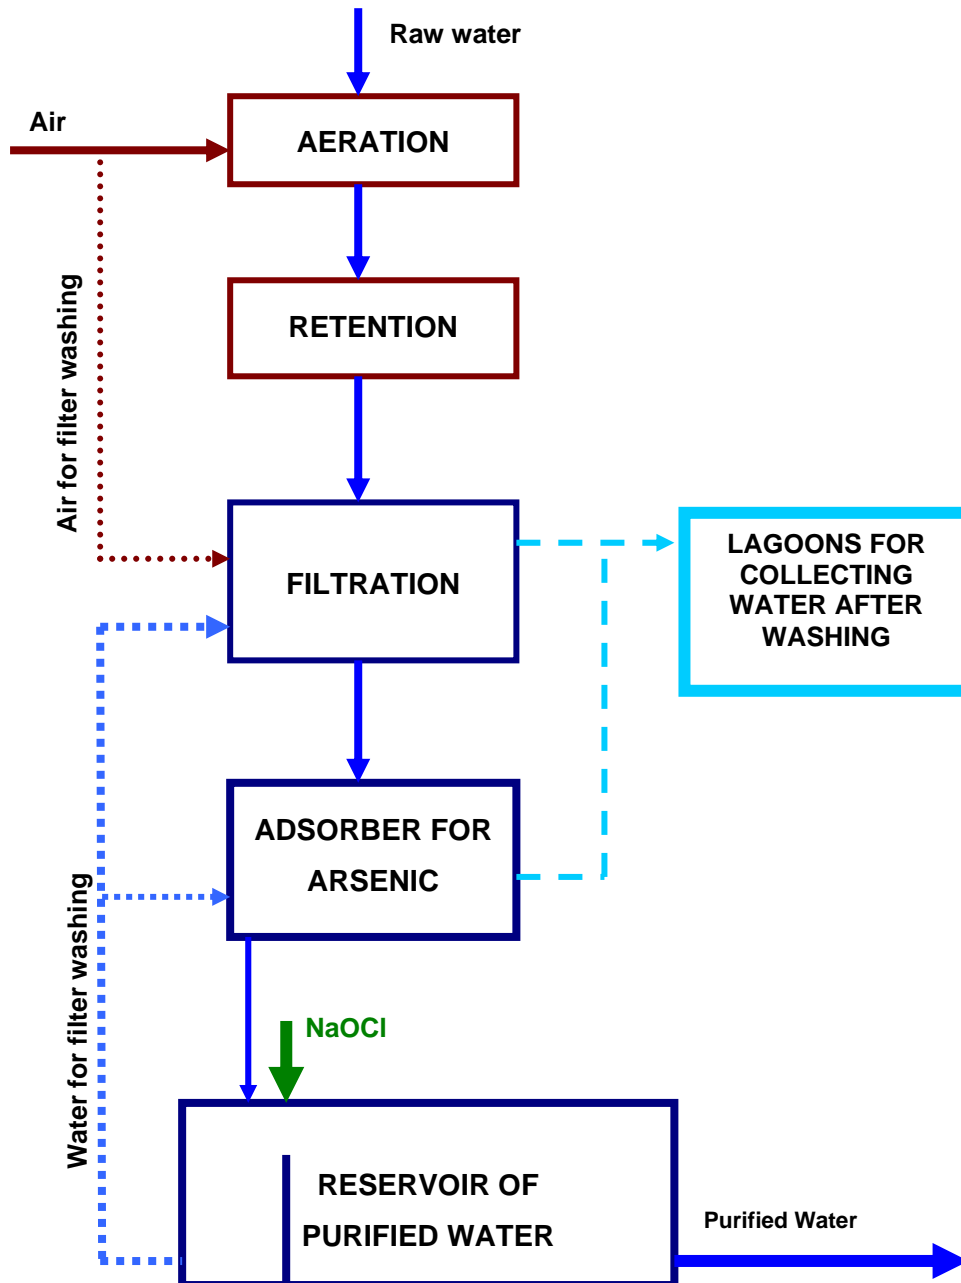 Raw water
Air
AERATION
RETENTION
Air for filter washing
FILTRATION
LAGOONS FOR
COLLECTING
WATER AFTER
WASHING
ADSORBER FOR
ARSENIC
Water for filter washing
NaOCl
RESERVOIR OF
PURIFIED WATER
Purified Water